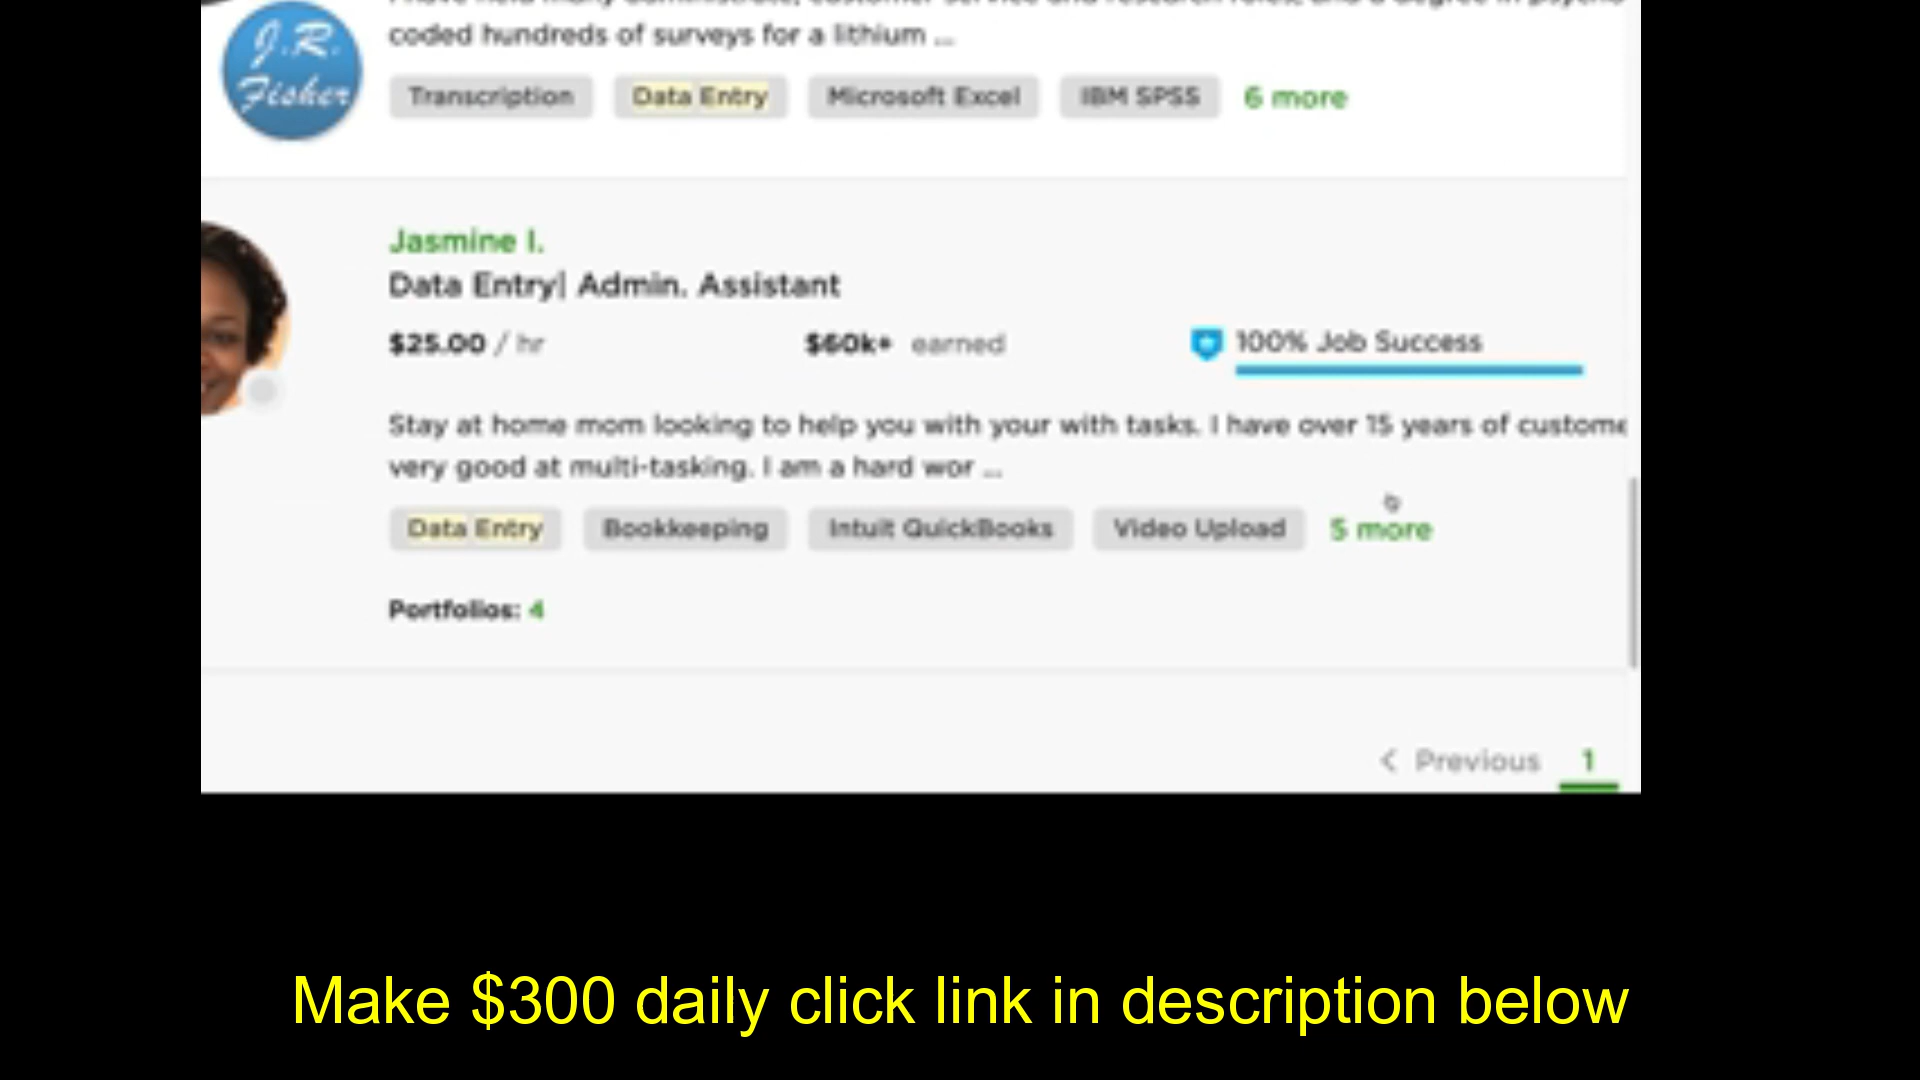 J.R.
Fisher
coded hundreds of surveys for a lithium ...
Transcription Data Entry Microsoft Excel IBM SPSS 6 more
Jasmine I.
Data Entry| Admin. Assistant
$25.00 / hr $60k+ earned 100% Job Success
Stay at home mom looking to help you with your with tasks. I have over 15 years of custome
very good at multi-tasking. I am a hard wor ...
Data Entry Bookkeeping Intuit QuickBooks Video Upload 5 more
Portfolios: 4
< Previous 1
Make $300 daily click link in description below